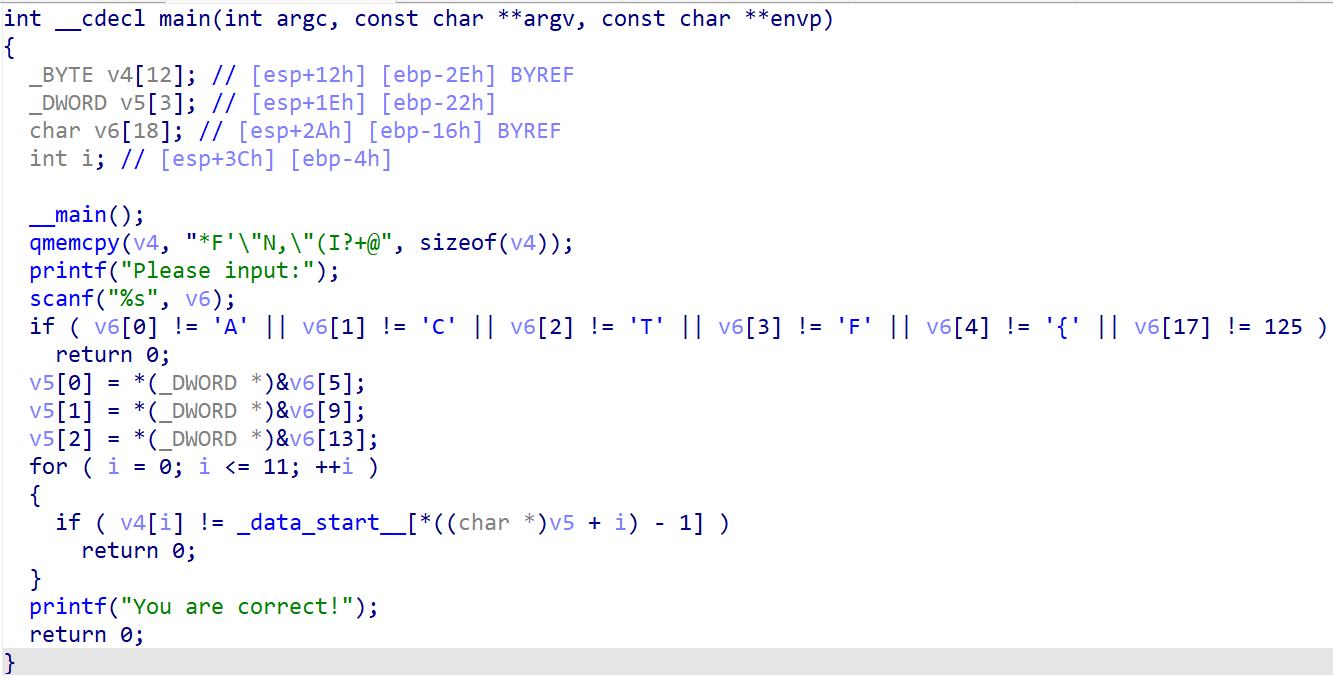 int __cdecl main(int argc, const char **argv, const char **envp)
{
  _BYTE v4[12]; // [esp+12h] [ebp-2Eh] BYREF
  _DWORD v5[3]; // [esp+1Eh] [ebp-22h]
  char v6[18]; // [esp+2Ah] [ebp-16h] BYREF
  int i; // [esp+3Ch] [ebp-4h]

  __main();
  qmemcpy(v4, "*F'\"N,\"(I?+@", sizeof(v4));
  printf("Please input:");
  scanf("%s", v6);
  if ( v6[0] != 'A' || v6[1] != 'C' || v6[2] != 'T' || v6[3] != 'F' || v6[4] != '{' || v6[17] != 125 )
    return 0;
  v5[0] = *(_DWORD *)&v6[5];
  v5[1] = *(_DWORD *)&v6[9];
  v5[2] = *(_DWORD *)&v6[13];
  for ( i = 0; i <= 11; ++i )
  {
    if ( v4[i] != _data_start__[*((char *)v5 + i) - 1] )
      return 0;
  }
  printf("You are correct!");
  return 0;
}